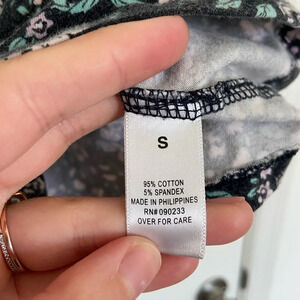 S
95% COTTON
5% SPANDEX
MADE IN PHILIPPINES
RN# 090233
OVER FOR CARE